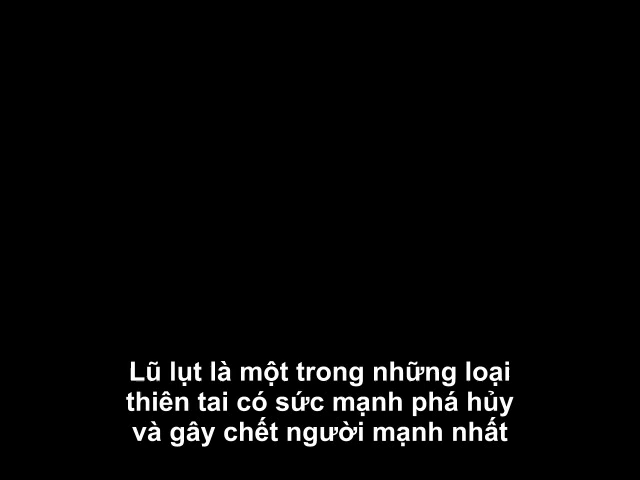 Lũ lụt là một trong những loại
thiên tai có sức mạnh phá hủy
và gây chết người mạnh nhất